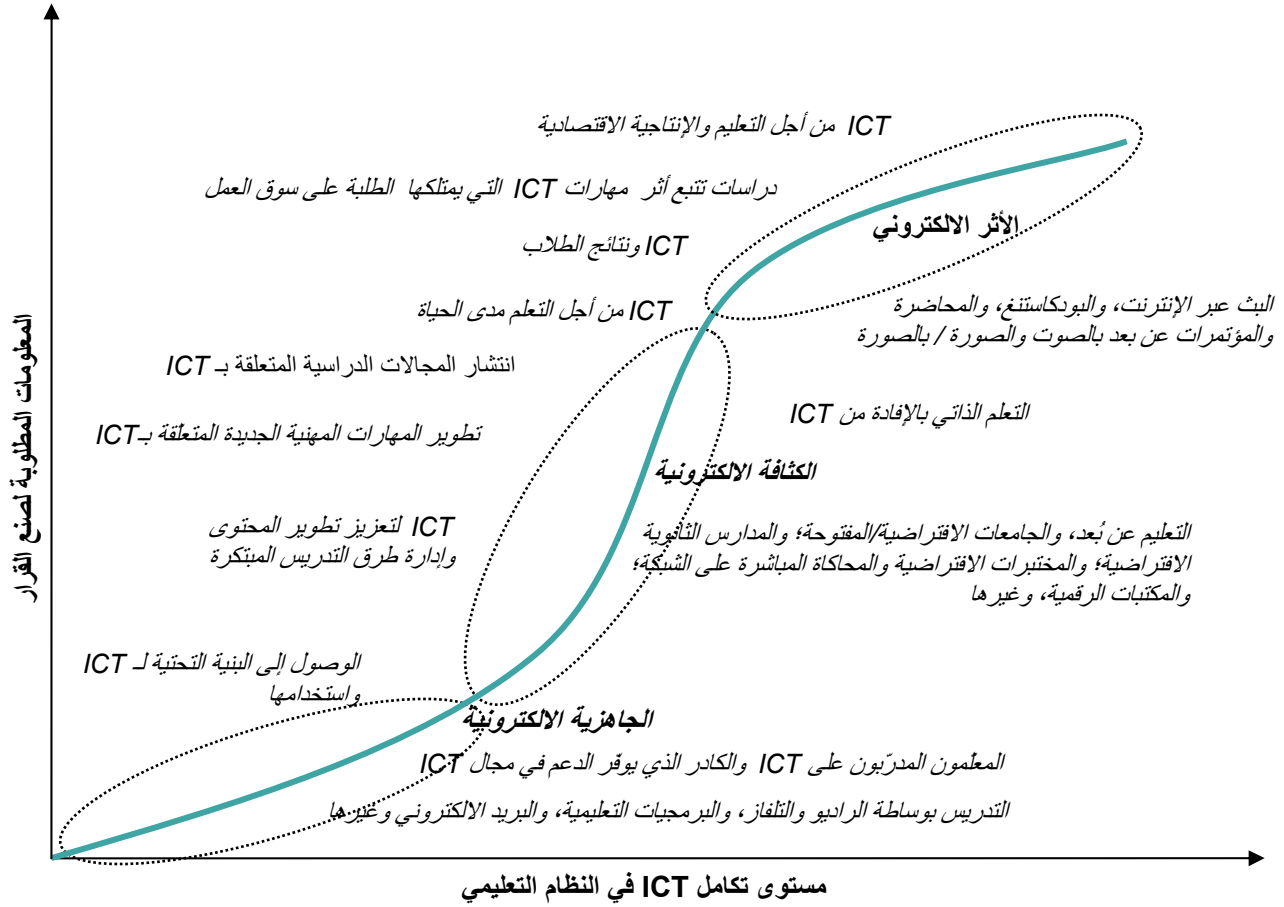 ICT من أجل التعليم والإنتاجية الاقتصادية
دراسات تتبع أثر مهارات ICT التي يمتلكها الطلبة على سوق العمل
الأثر الالكتروني
ICT ونتائج الطلاب
ICT من أجل التعلم مدى الحياة
البث عبر الإنترنت، والبودكاستنغ، والمحاضرة
والمؤتمرات عن بعد بالصوت والصورة / بالصورة
انتشار المجالات الدراسية المتعلقة بـ ICT
التعلم الذاتي بالإفادة من ICT
تطوير المهارات المهنية الجديدة المتعلقة بـICT
الكثافة الالكترونية
المعلومات المطلوبة لصنع القرار
ICT لتعزيز تطوير المحتوى
وإدارة طرق التدريس المبتكرة
التعليم عن بُعد، والجامعات الافتراضية/المفتوحة؛ والمدارس الثانوية
الافتراضية؛ والمختبرات الافتراضية والمحاكاة المباشرة على الشبكة؛
والمكتبات الرقمية، وغيرها
الوصول إلى البنية التحتية لـ ICT
واستخدامها
الجاهزية الالكترونية
المعلمون المدرّبون على ICT والكادر الذي يوفّر الدعم في مجال ICT
التدريس بوساطة الراديو والتلفاز، والبرمجيات التعليمية، والبريد الالكتروني وغيرها
مستوى تكامل ICT في النظام التعليمي